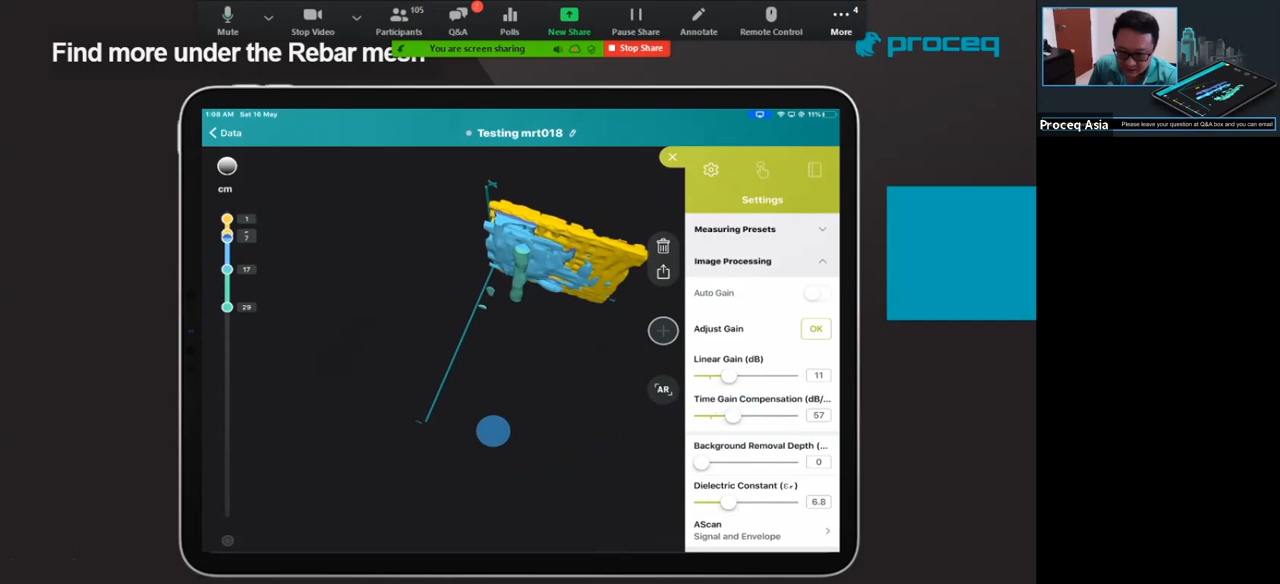 105
2
4
Mute
Stop Video
Participants
Q&A
Polls
New Share
Pause Share
Annotate
Remote Control
More
You are screen sharing
Stop Share
Find more under the Rebar mesh
proceq
1:08 AM Sat 16 May
11%
Data
Testing mrt018
cm
1
7
17
29
AR
Settings
Measuring Presets
Image Processing
Auto Gain
Adjust Gain
OK
Linear Gain (dB)
11
Time Gain Compensation (dB/...
57
Background Removal Depth (...
0
Dielectric Constant (εr)
6.8
AScan
Signal and Envelope
Proceq Asia
Please leave your question at Q&A box and you can email